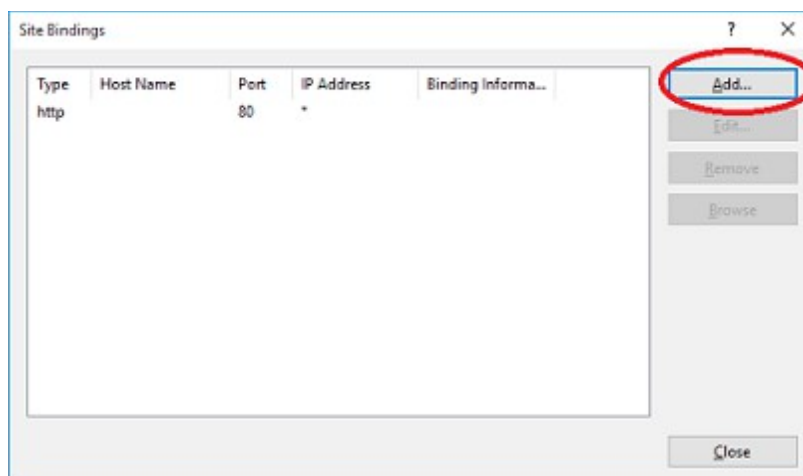 Site Bindings ? ×
Type Host Name Port IP Address Binding Informa...
http 80 *
Add...
Edit...
Remove
Browse
Close